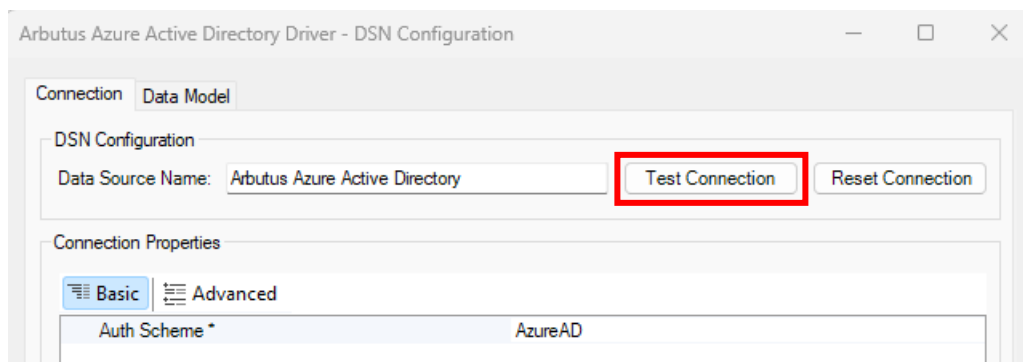 Arbutus Azure Active Directory Driver - DSN Configuration
Connection Data Model
DSN Configuration
Data Source Name: Arbutus Azure Active Directory Test Connection Reset Connection
Connection Properties
Basic Advanced
Auth Scheme * AzureAD